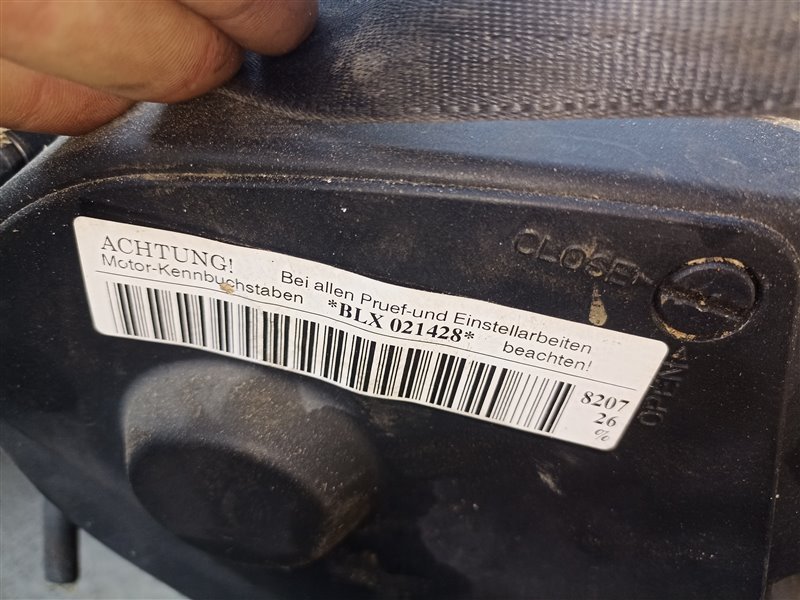 ACHTUNG! Bei allen Pruef-und Einstellarbeiten
Motor-Kennbuchstaben *BLX 021428* beachten!
8207
26
%
CLOSE
OPEN